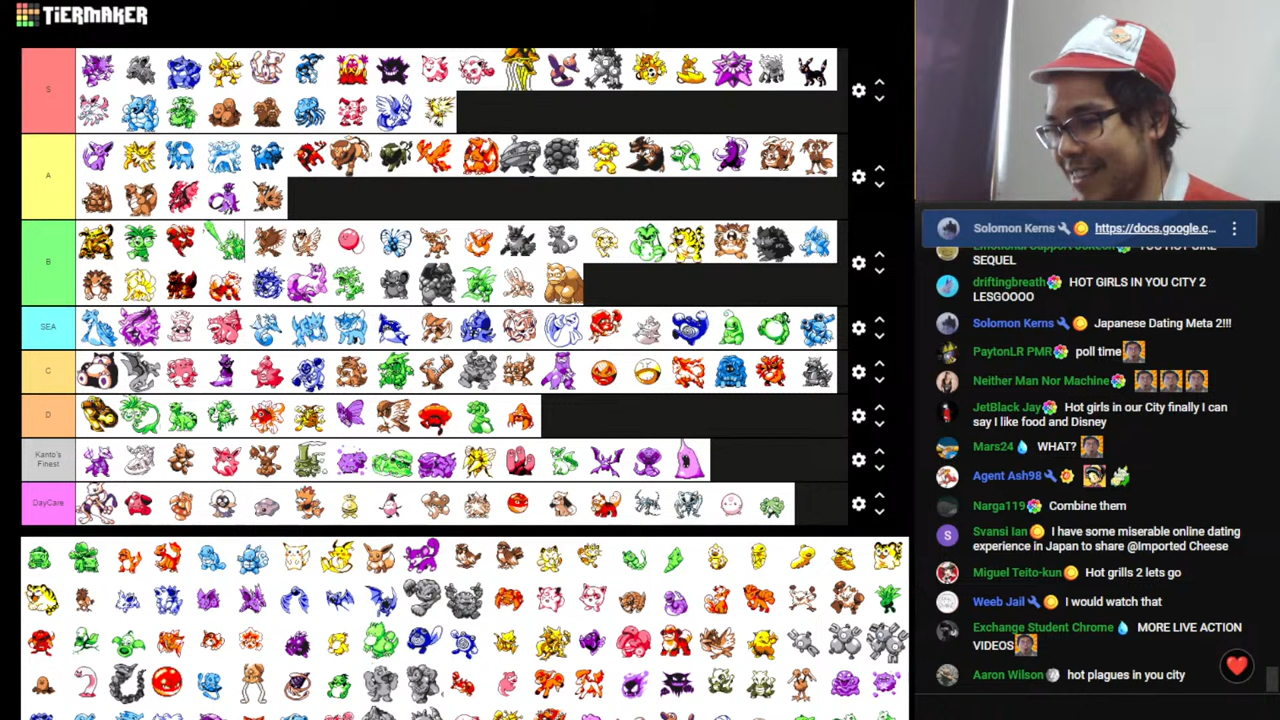 TiERMAKER
S
A
B
SEA
C
D
Kanto's
Finest
DayCare
Solomon Kerns https://docs.google.c...
SEQUEL
driftingbreath HOT GIRLS IN YOU CITY 2
LESGOOOO
Solomon Kerns Japanese Dating Meta 2!!!
PaytonLR PMR poll time
Neither Man Nor Machine
JetBlack Jay Hot girls in our City finally I can
say I like food and Disney
Mars24 WHAT?
Agent Ash98
Narga119 Combine them
Svansi Ian I have some miserable online dating
experience in Japan to share @Imported Cheese
Miguel Teito-kun Hot grills 2 lets go
Weeb Jail I would watch that
Exchange Student Chrome MORE LIVE ACTION
VIDEOS
Aaron Wilson hot plagues in you city